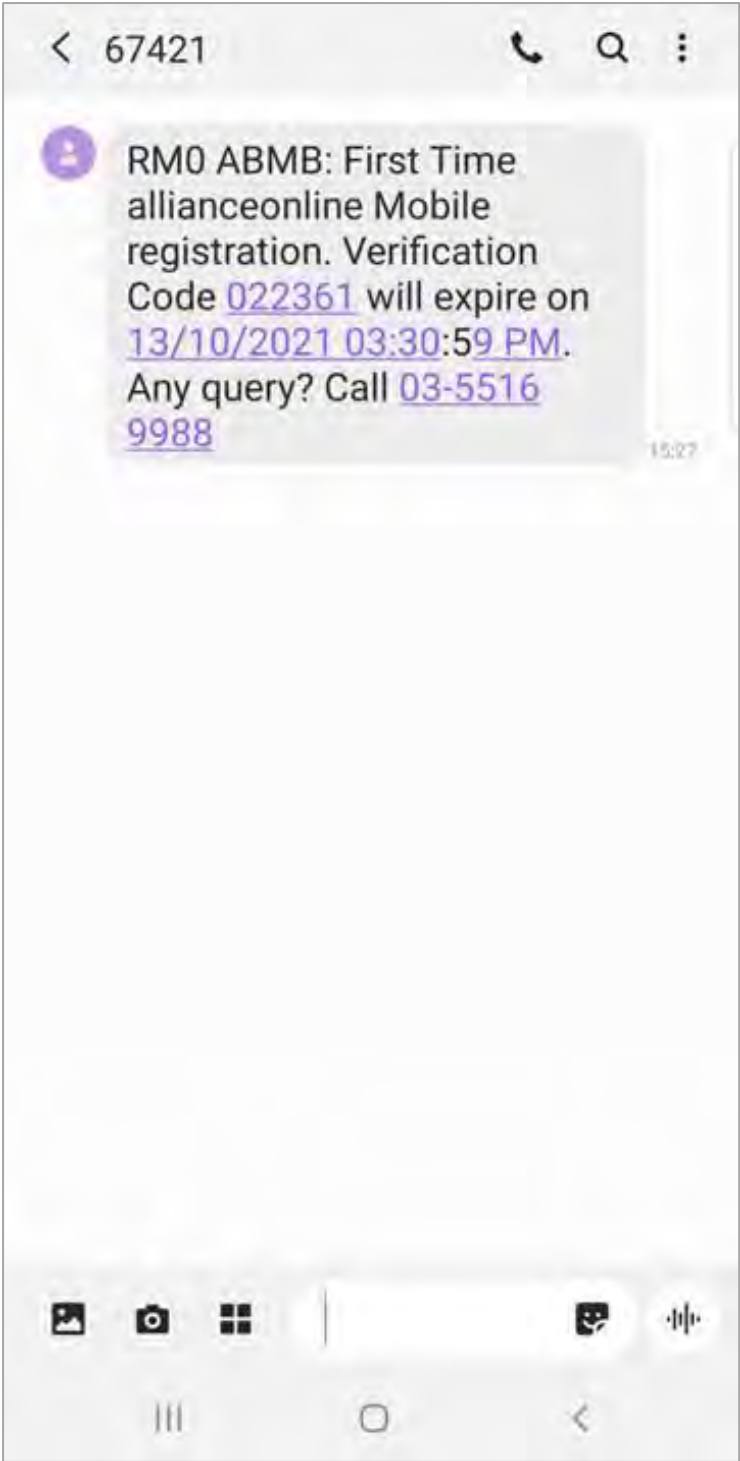 67421
RM0 ABMB: First Time
allianceonline Mobile
registration. Verification
Code 022361 will expire on
13/10/2021 03:30:59 PM.
Any query? Call 03-5516
9988
15:27